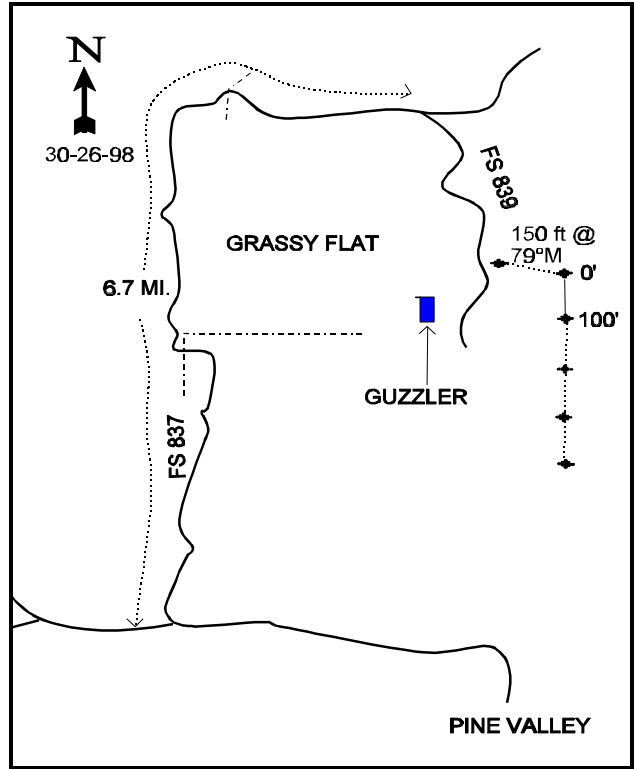 N
30-26-98
FS 839
GRASSY FLAT
150 ft @
79°M
0'
6.7 MI.
100'
GUZZLER
FS 837
PINE VALLEY